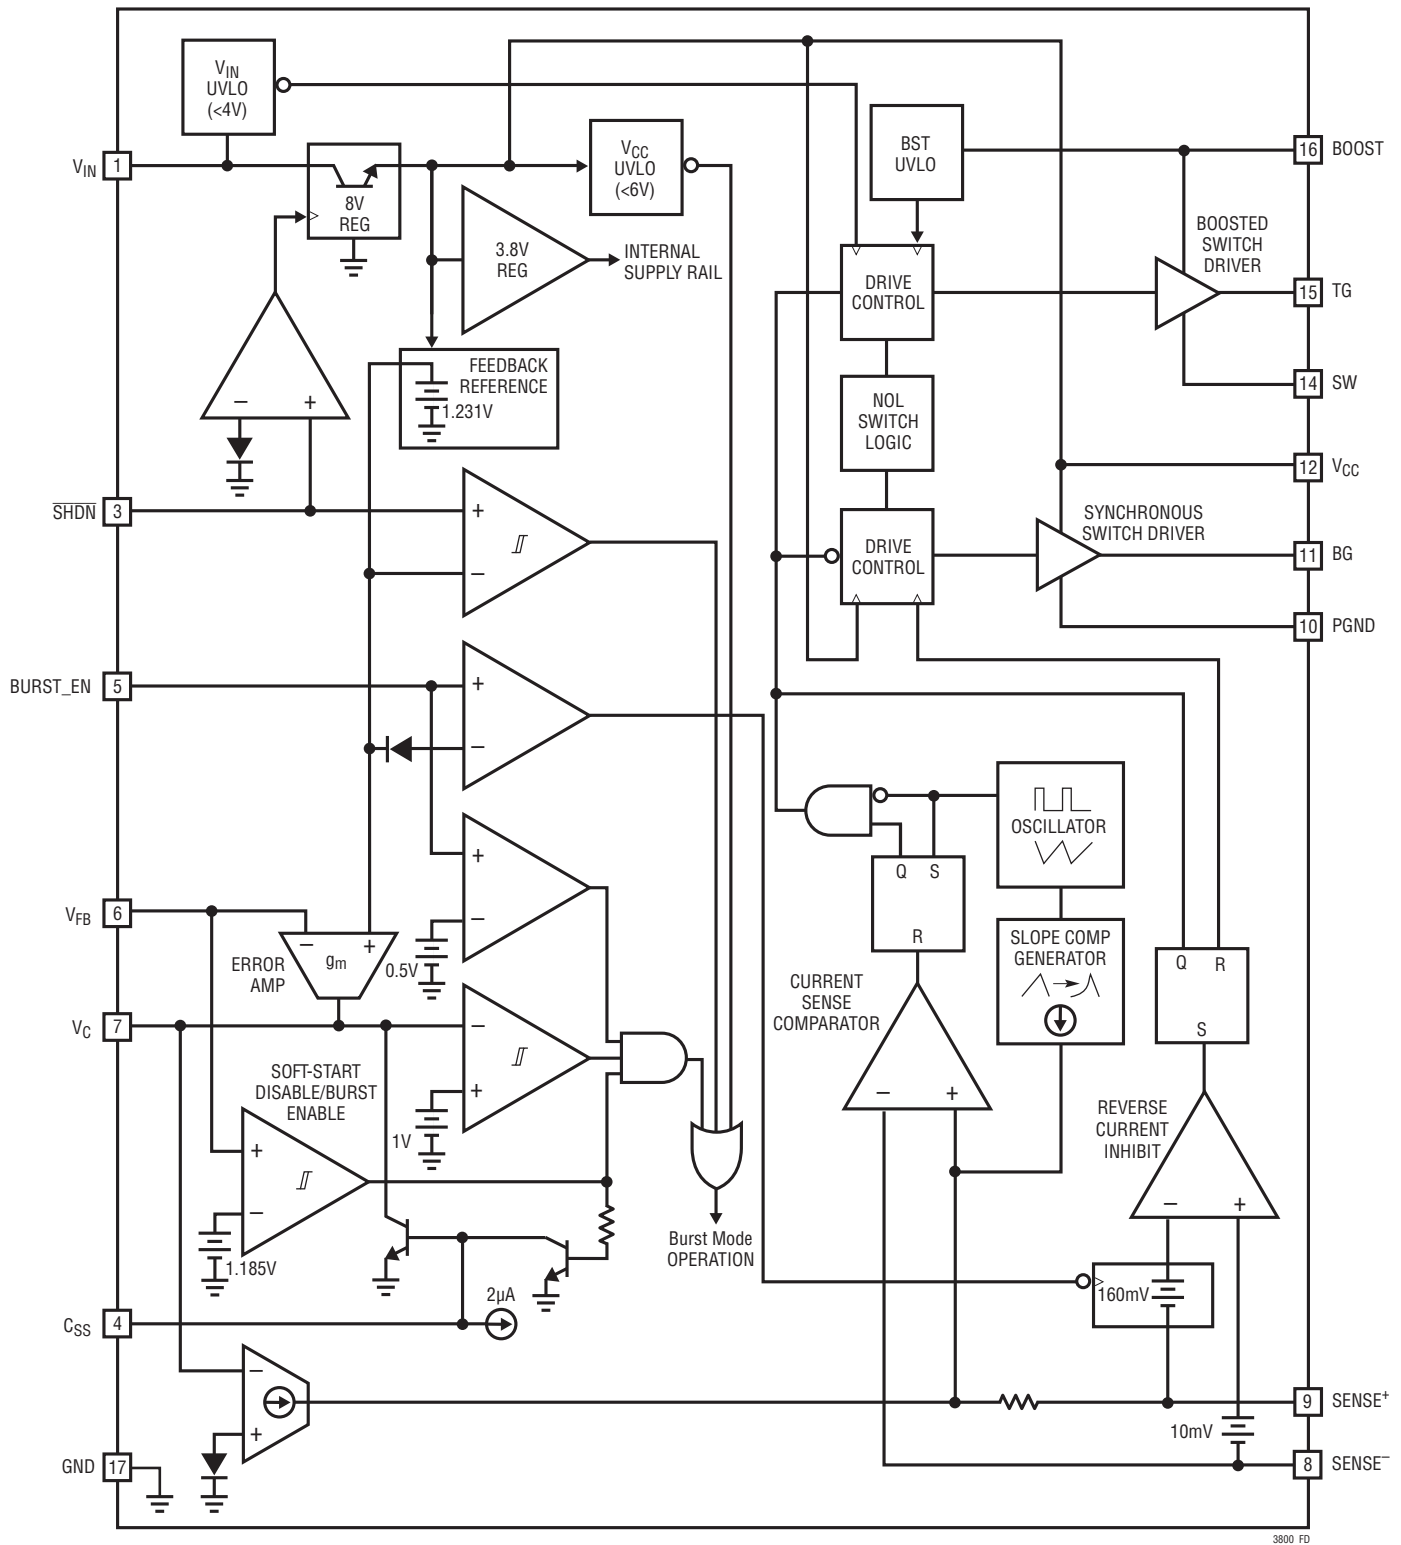 VIN
UVLO
(<4V)
VIN
1
8V
REG
VCC
UVLO
(<6V)
3.8V
REG
INTERNAL
SUPPLY RAIL
BST
UVLO
16
BOOST
BOOSTED
SWITCH
DRIVER
DRIVE
CONTROL
15
TG
14
SW
FEEDBACK
REFERENCE
1.231V
NOL
SWITCH
LOGIC
12
VCC
– +
SHDN
3
+
–
SYNCHRONOUS
SWITCH DRIVER
DRIVE
CONTROL
11
BG
10
PGND
BURST_EN
5
+
–
OSCILLATOR
+
–
0.5V
Q S
R
VFB
6
– +
gm
ERROR
AMP
SLOPE COMP
GENERATOR
Q R
S
CURRENT
SENSE
COMPARATOR
– +
VC
7
–
+
1V
SOFT-START
DISABLE/BURST
ENABLE
+
–
1.185V
REVERSE
CURRENT
INHIBIT
– +
Burst Mode
OPERATION
160mV
2µA
CSS
4
–
+
9
SENSE+
10mV
8
SENSE–
GND
17
3800 FD